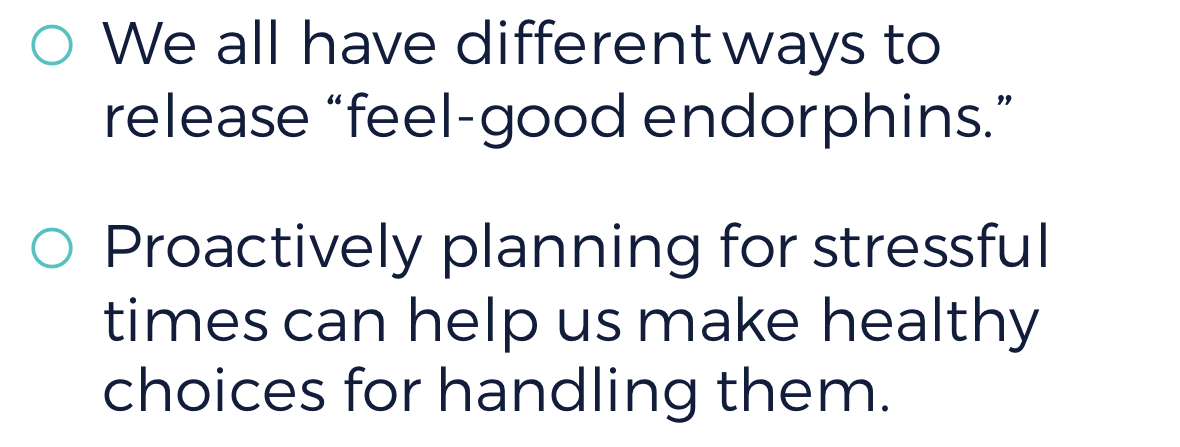 We all have different ways to
release “feel-good endorphins.”
Proactively planning for stressful
times can help us make healthy
choices for handling them.